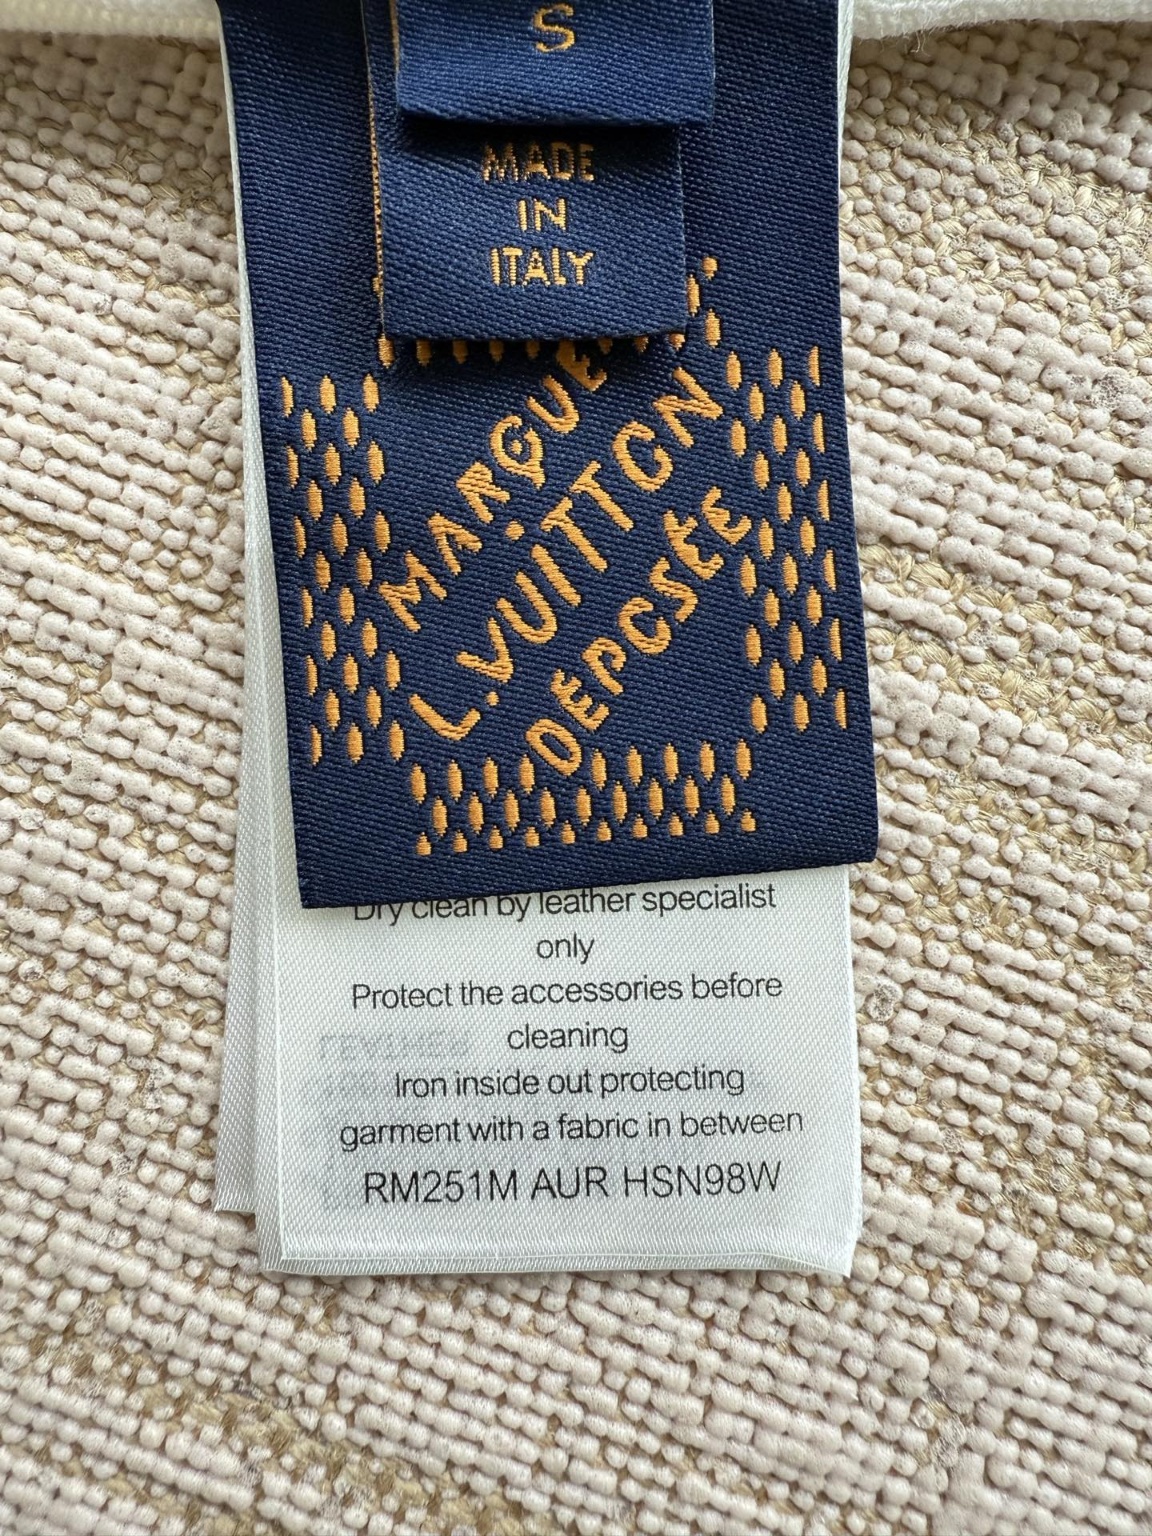 S
MADE
IN
ITALY
MARQUE
L.VUITTON
DEPOSÉE
Dry clean by leather specialist
only
Protect the accessories before
cleaning
Iron inside out protecting
garment with a fabric in between
RM251M AUR HSN98W